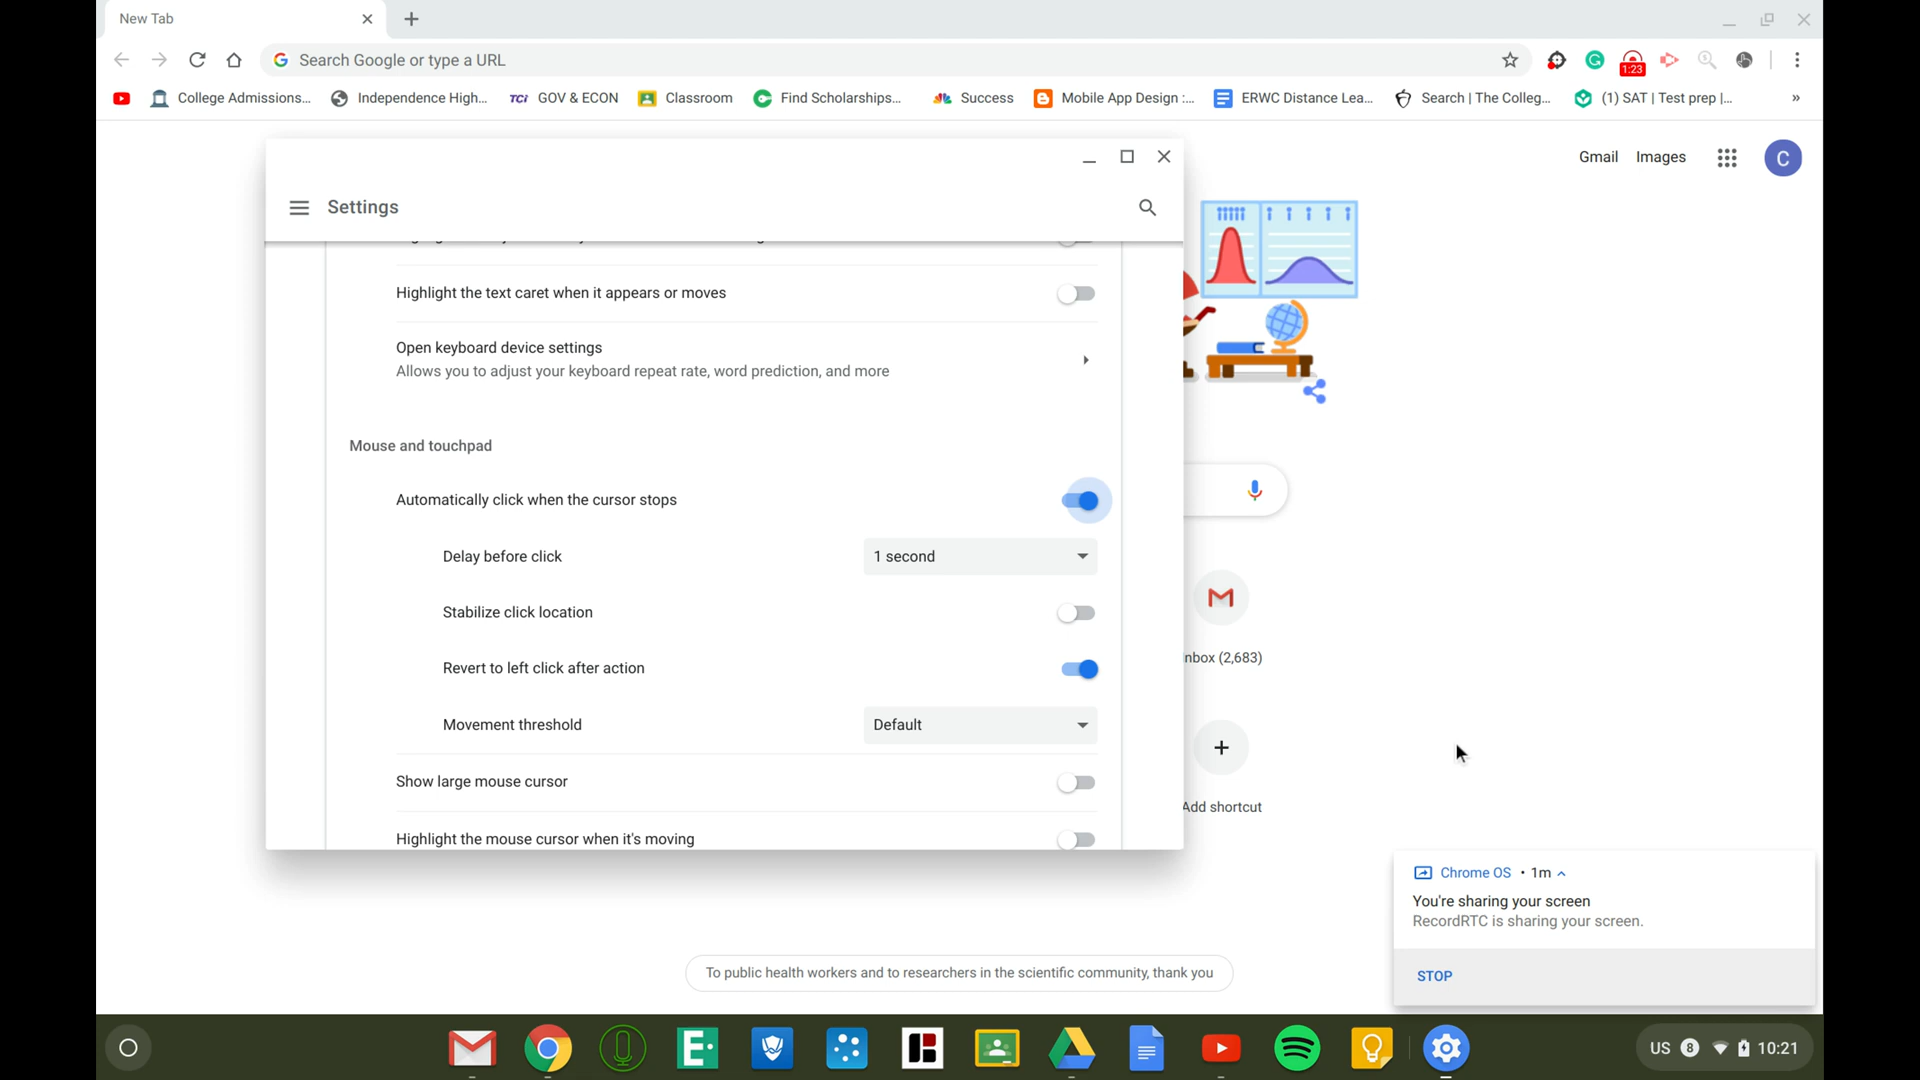 New Tab
Search Google or type a URL
1:23
College Admissions...
Independence High...
TCi GOV & ECON
Classroom
Find Scholarships...
Success
Mobile App Design :...
ERWC Distance Lea...
Search | The Colleg...
(1) SAT | Test prep |...
»
Gmail
Images
C
Settings
Highlight the text caret when it appears or moves
Open keyboard device settings
Allows you to adjust your keyboard repeat rate, word prediction, and more
Mouse and touchpad
Automatically click when the cursor stops
Delay before click
1 second
Stabilize click location
Revert to left click after action
Movement threshold
Default
Show large mouse cursor
Highlight the mouse cursor when it's moving
nbox (2,683)
Add shortcut
Chrome OS • 1m
You're sharing your screen
RecordRTC is sharing your screen.
STOP
To public health workers and to researchers in the scientific community, thank you
US 8 10:21